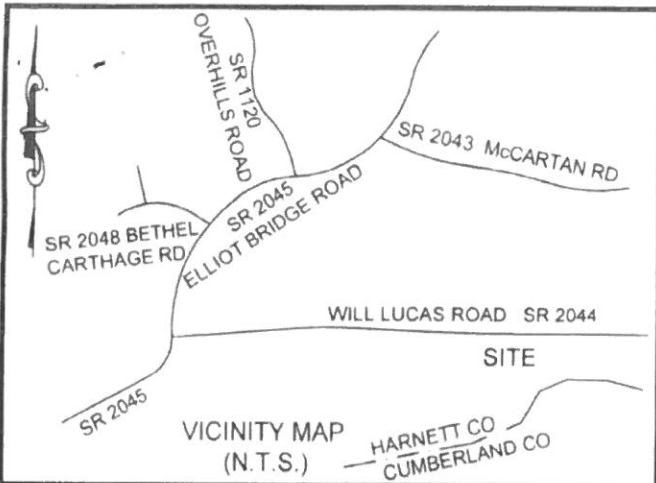 SR 1120
OVERHILLS ROAD
SR 2043 McCARTAN RD
SR 2045
ELLIOT BRIDGE ROAD
SR 2048 BETHEL
CARTHAGE RD
WILL LUCAS ROAD SR 2044
SITE
SR 2045
VICINITY MAP
(N.T.S.)
HARNETT CO
CUMBERLAND CO